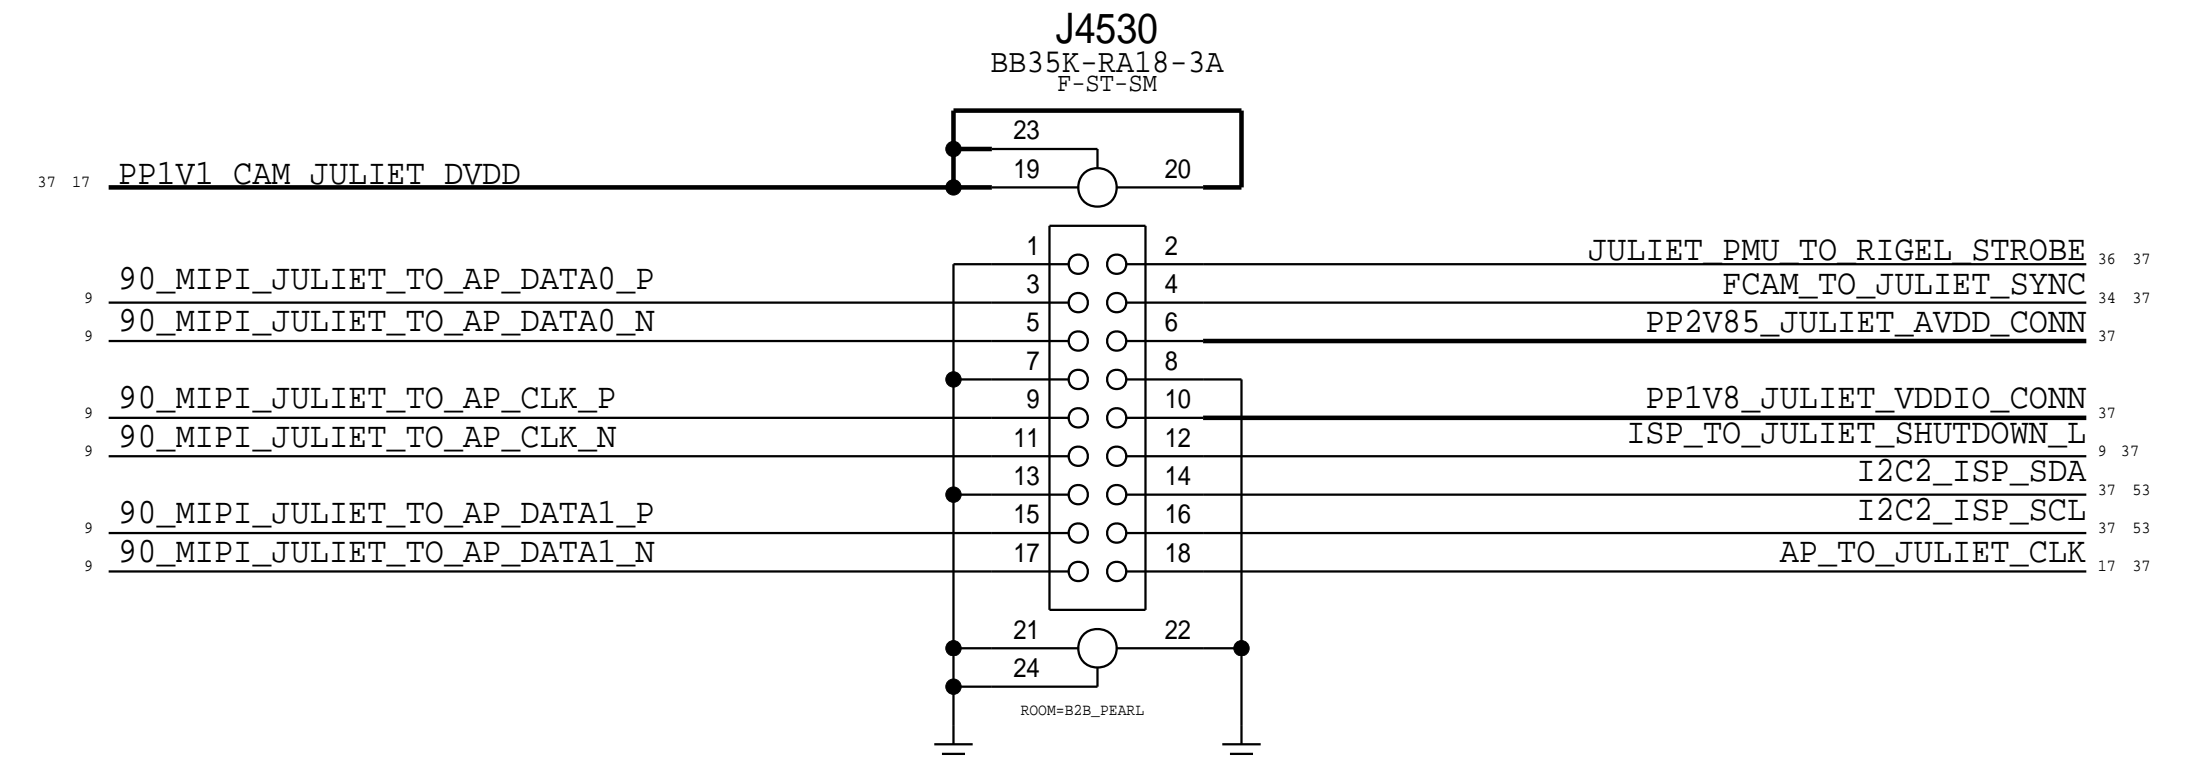 J4530
BB35K-RA18-3A
F-ST-SM
23
37 17 PP1V1_CAM_JULIET_DVDD 19 20
1 2 JULIET_PMU_TO_RIGEL_STROBE 36 37
9 90_MIPI_JULIET_TO_AP_DATA0_P 3 4 FCAM_TO_JULIET_SYNC 34 37
9 90_MIPI_JULIET_TO_AP_DATA0_N 5 6 PP2V85_JULIET_AVDD_CONN 37
7 8
9 90_MIPI_JULIET_TO_AP_CLK_P 9 10 PP1V8_JULIET_VDDIO_CONN 37
9 90_MIPI_JULIET_TO_AP_CLK_N 11 12 ISP_TO_JULIET_SHUTDOWN_L 9 37
13 14 I2C2_ISP_SDA 37 53
9 90_MIPI_JULIET_TO_AP_DATA1_P 15 16 I2C2_ISP_SCL 37 53
9 90_MIPI_JULIET_TO_AP_DATA1_N 17 18 AP_TO_JULIET_CLK 17 37
21 22
24
ROOM=B2B_PEARL